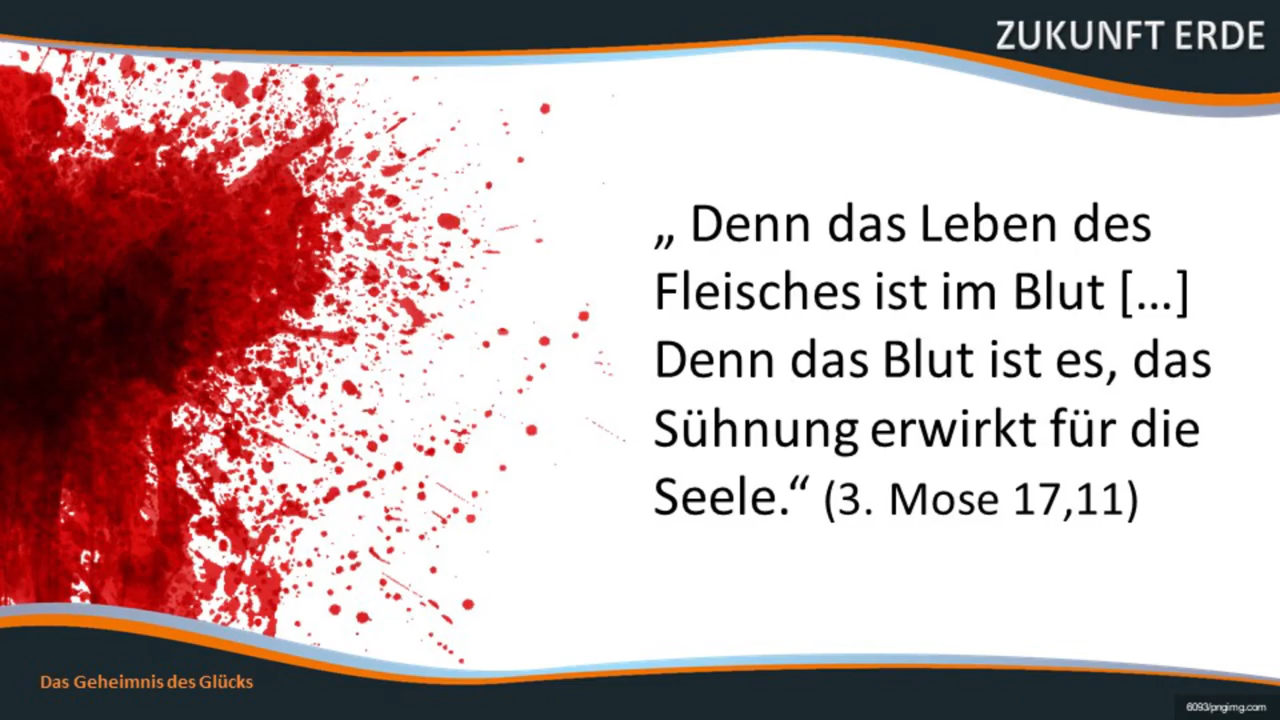 ZUKUNFT ERDE
„ Denn das Leben des
Fleisches ist im Blut [...]
Denn das Blut ist es, das
Sühnung erwirkt für die
Seele.“ (3. Mose 17,11)
Das Geheimnis des Glücks
6093/pngimg.com